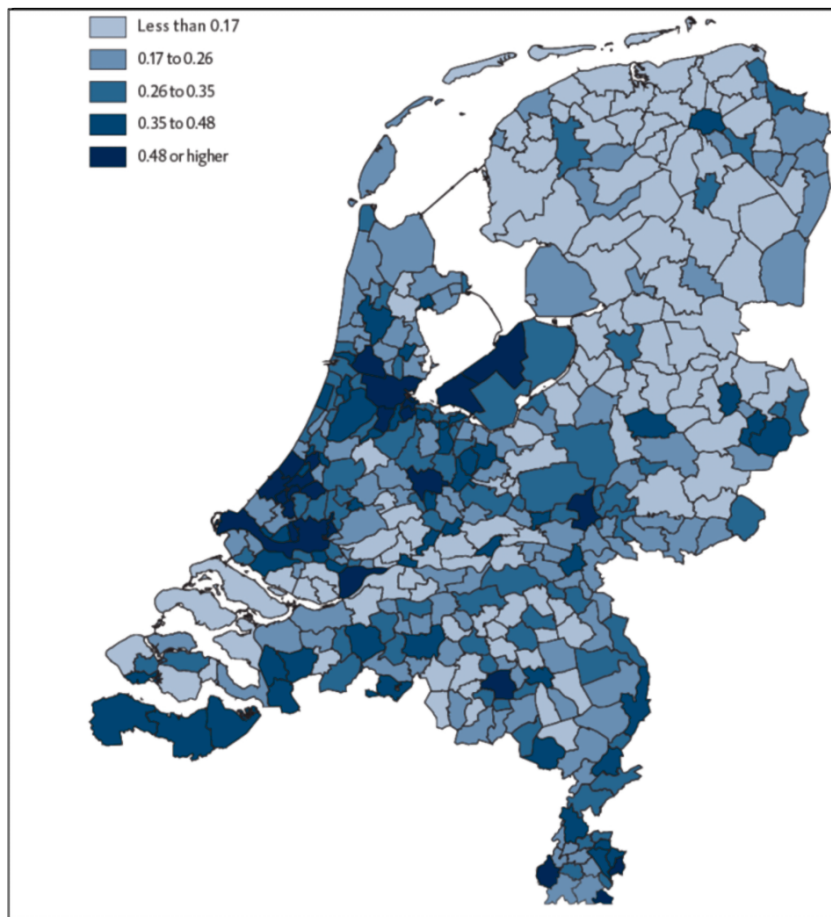 Less than 0.17
0.17 to 0.26
0.26 to 0.35
0.35 to 0.48
0.48 or higher